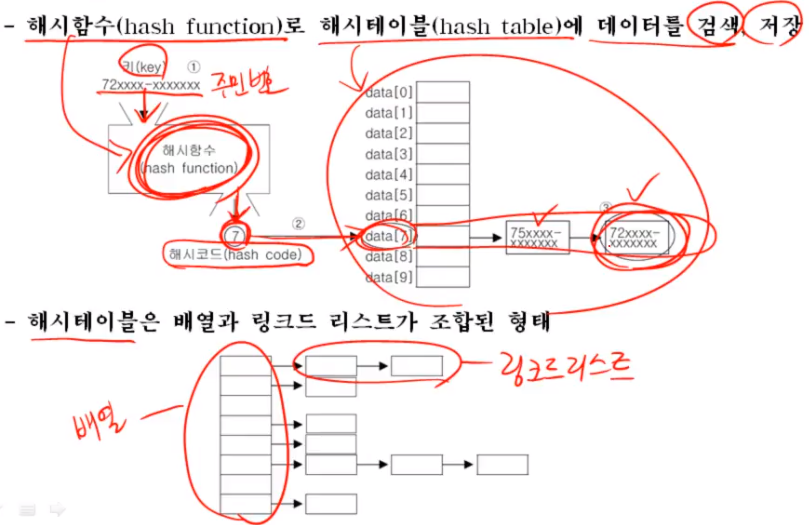 - 해시함수(hash function)로 해시테이블(hash table)에 데이터를 검색, 저장
키(key) ①
72xxxx-xxxxxxx 주민번호
해시함수
(hash function)
7
②
해시코드(hash code)
data[0]
data[1]
data[2]
data[3]
data[4]
data[5]
data[6]
data[7]
data[8]
data[9]
75xxxx-
xxxxxxx
③
72xxxx-
xxxxxxx
- 해시테이블은 배열과 링크드 리스트가 조합된 형태
배열
링크드리스트